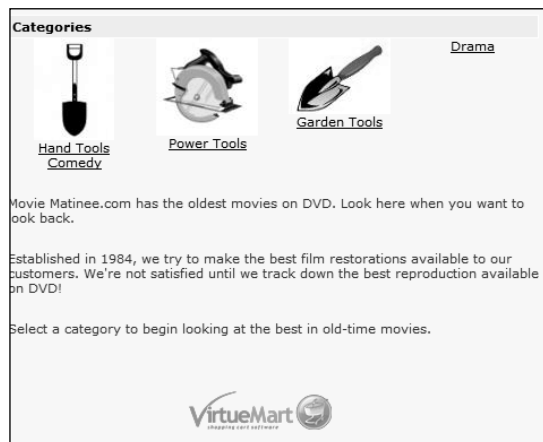 Categories
Drama
Garden Tools
Power Tools
Hand Tools
Comedy
Movie Matinee.com has the oldest movies on DVD. Look here when you want to
look back.
Established in 1984, we try to make the best film restorations available to our
customers. We're not satisfied until we track down the best reproduction available
on DVD!
Select a category to begin looking at the best in old-time movies.
VirtueMart
shopping cart software